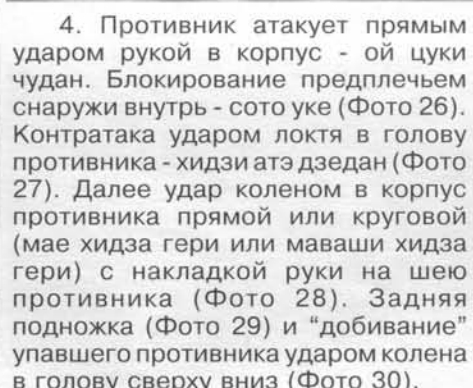 4. Противник атакует прямым
ударом рукой в корпус - ой цуки
чудан. Блокирование предплечьем
снаружи внутрь - сото уке (Фото 26).
Контратака ударом локтя в голову
противника - хидзи атэ дзедан (Фото
27). Далее удар коленом в корпус
противника прямой или круговой
(мае хидза гери или маваши хидза
гери) с накладкой руки на шею
противника (Фото 28). Задняя
подножка (Фото 29) и "добивание"
упавшего противника ударом колена
в голову сверху вниз (Фото 30).